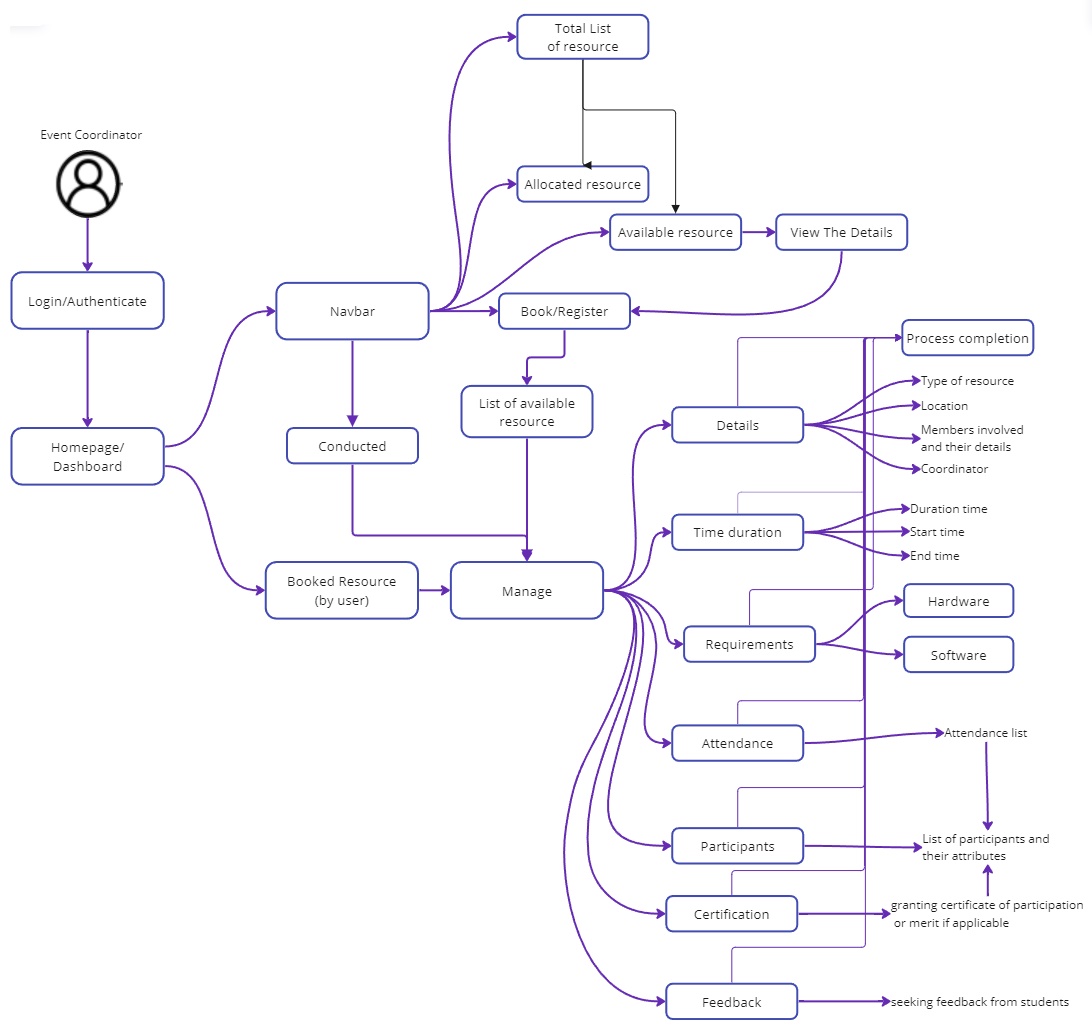 Total List
of resource
Event Coordinator
Allocated resource
Available resource
View The Details
Login/Authenticate
Navbar
Book/Register
Process completion
Type of resource
List of available
resource
Location
Details
Members involved
and their details
Conducted
Homepage/
Dashboard
Coordinator
Duration time
Time duration
Start time
End time
Booked Resource
(by user)
Manage
Hardware
Requirements
Software
Attendance
Attendance list
Participants
List of participants and
their attributes
Certification
granting certificate of participation
or merit if applicable
Feedback
seeking feedback from students